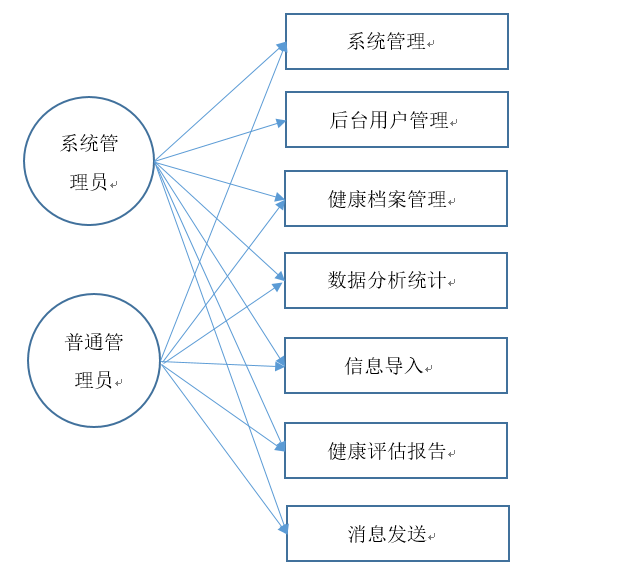 系统管理
后台用户管理
系统管
理员
健康档案管理
数据分析统计
普通管
理员
信息导入
健康评估报告
消息发送